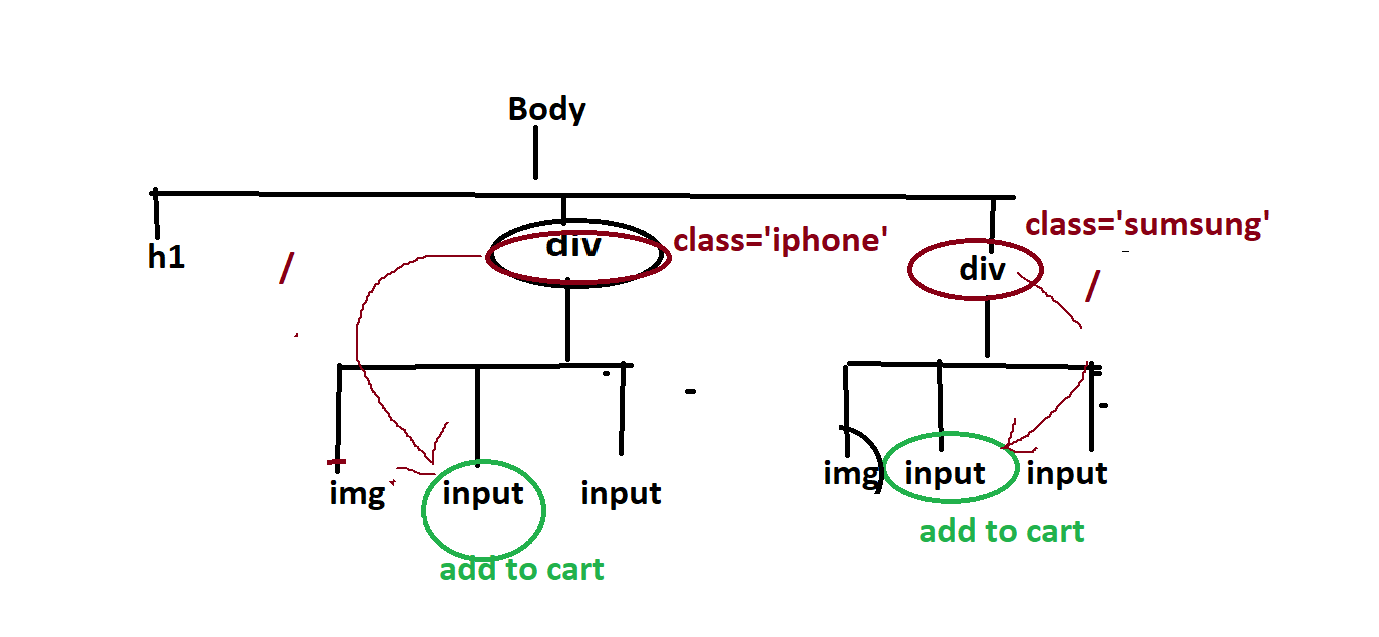 Body
h1
/
div
class='iphone'
class='sumsung'
div
/
img
input
input
add to cart
img
input
input
add to cart